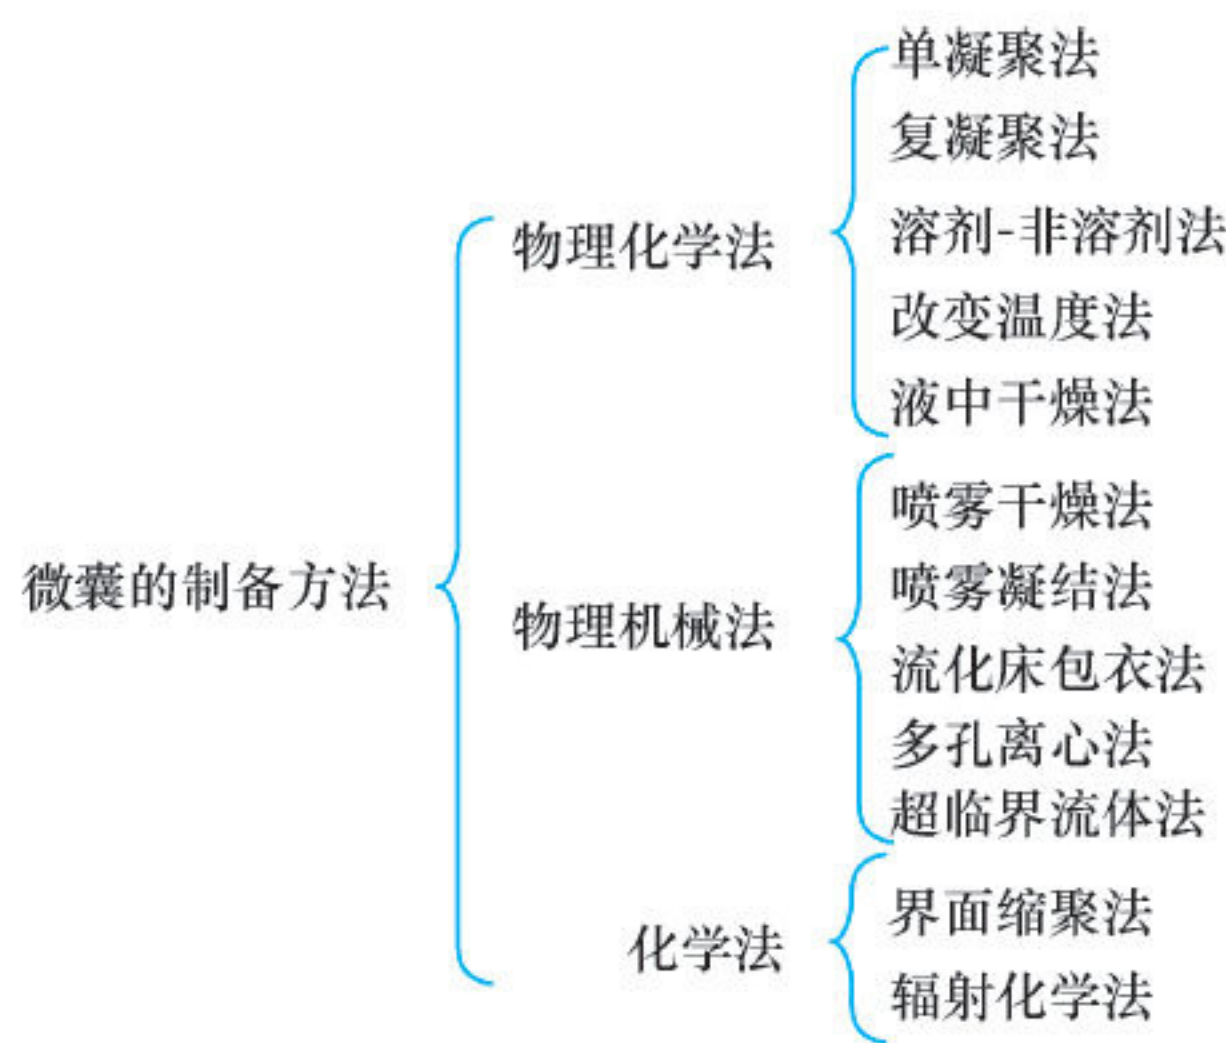 微囊的制备方法
物理化学法
单凝聚法
复凝聚法
溶剂-非溶剂法
改变温度法
液中干燥法
物理机械法
喷雾干燥法
喷雾凝结法
流化床包衣法
多孔离心法
超临界流体法
化学法
界面缩聚法
辐射化学法